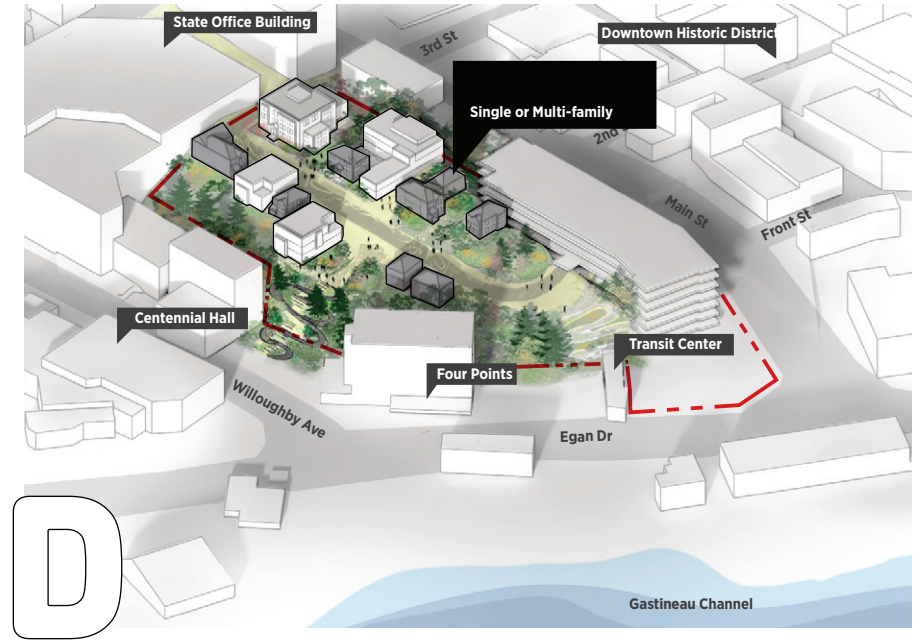 State Office Building
3rd St
Downtown Historic District
Single or Multi-family
2nd
Main St
Front St
Centennial Hall
Transit Center
Four Points
Willoughby Ave
Egan Dr
D
Gastineau Channel